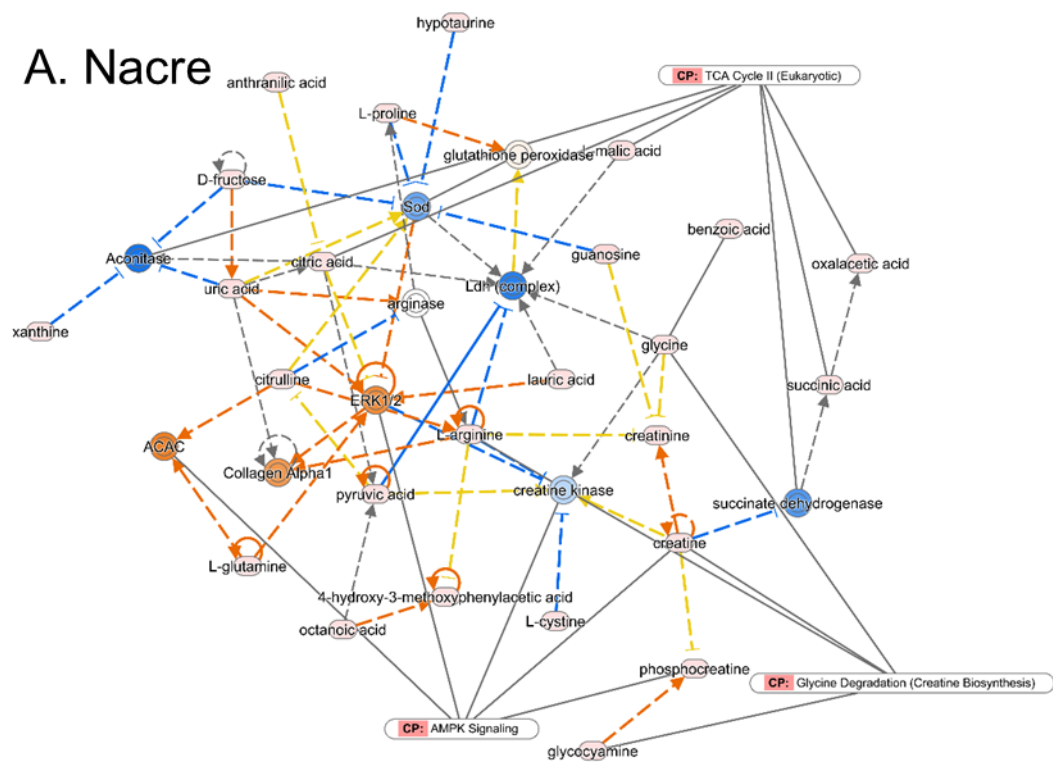 A. Nacre
hypotaurine
CP: TCA Cycle II (Eukaryotic)
anthranilic acid
L-proline
glutathione peroxidase
l-malic acid
D-fructose
Sod
benzoic acid
guanosine
Aconitase
citric acid
oxalacetic acid
uric acid
Ldh (complex)
arginase
xanthine
glycine
citrulline
lauric acid
succinic acid
ERK1/2
L-arginine
creatinine
ACAC
Collagen Alpha1
pyruvic acid
creatine kinase
succinate dehydrogenase
creatine
L-glutamine
4-hydroxy-3-methoxyphenylacetic acid
octanoic acid
L-cystine
phosphocreatine
CP: Glycine Degradation (Creatine Biosynthesis)
CP: AMPK Signaling
glycocyamine